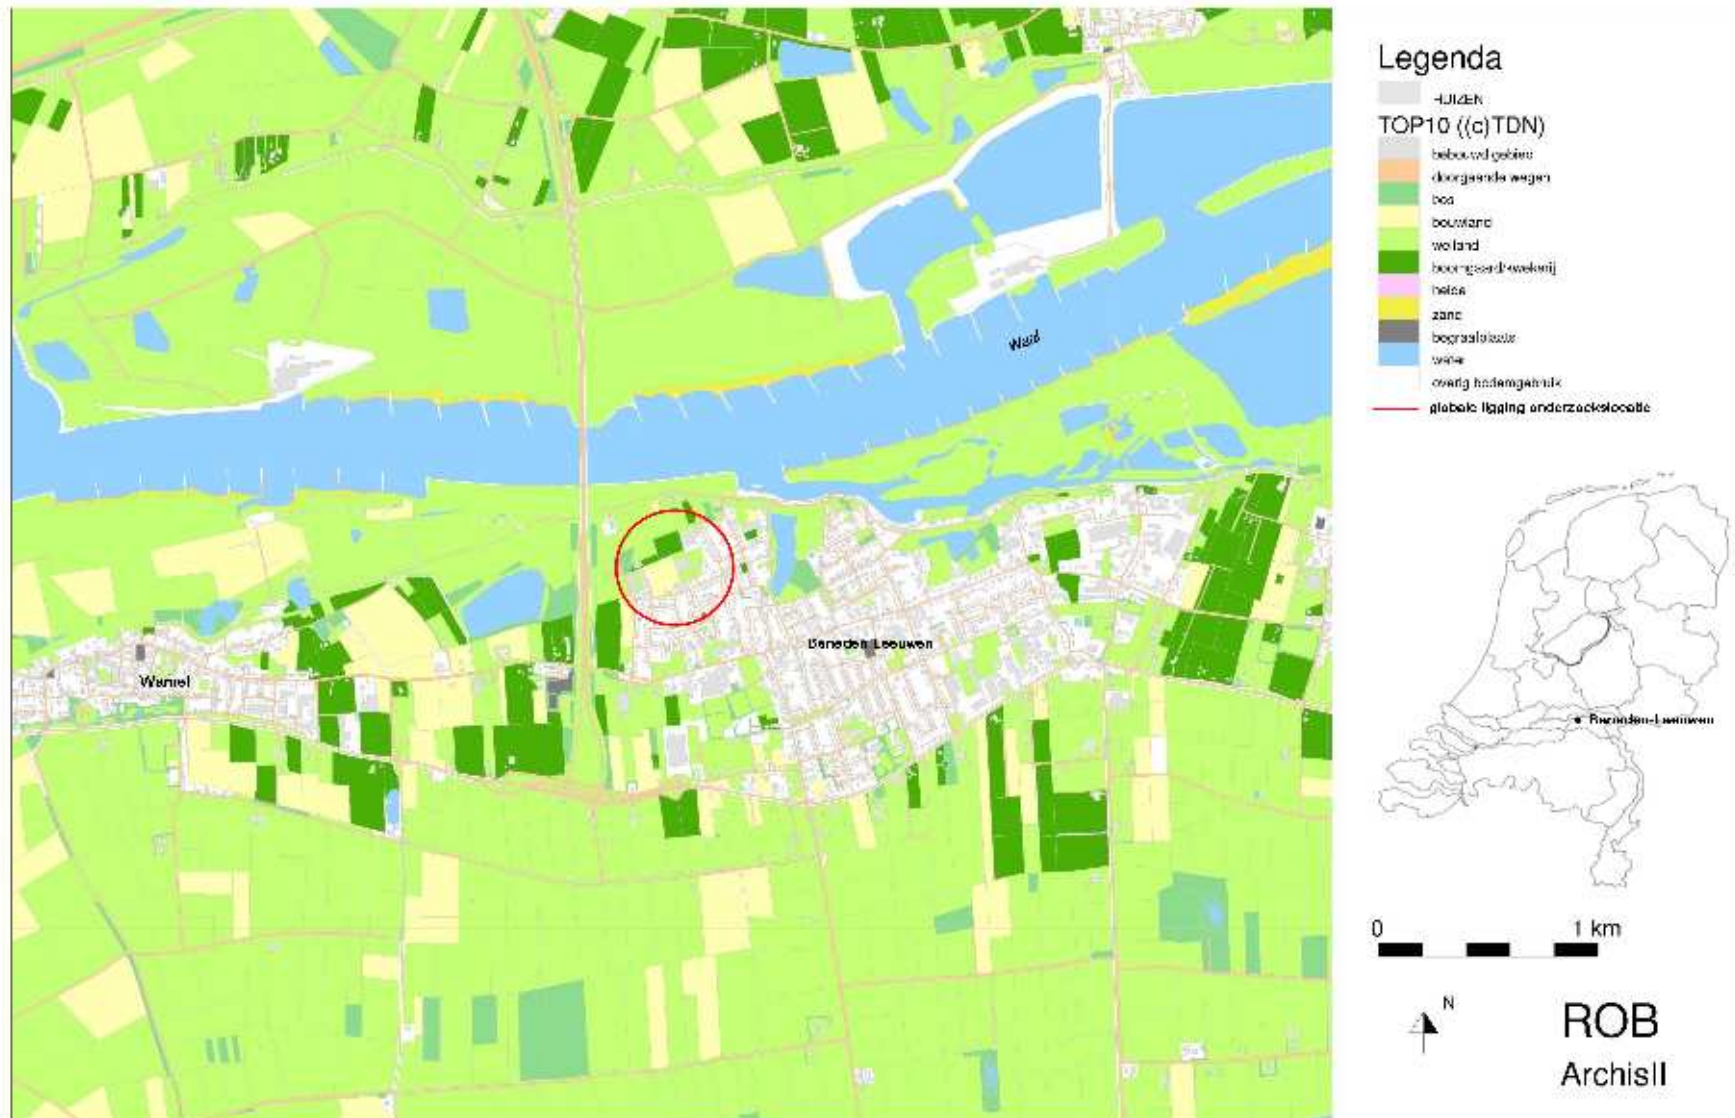 Legenda
HUIZEN
TOP10 ((c)TDN)
bebouwd gebied
doorgaande wegen
bos
bouwland
weiland
boomgaard/kwekerij
heide
zand
begraafplaats
water
overig bodemgebruik
globale ligging onderzoekslocatie
Waal
Beneden-Leeuwen
Wamel
Beneden-Leeuwen
0 1 km
N
ROB
ArchisII